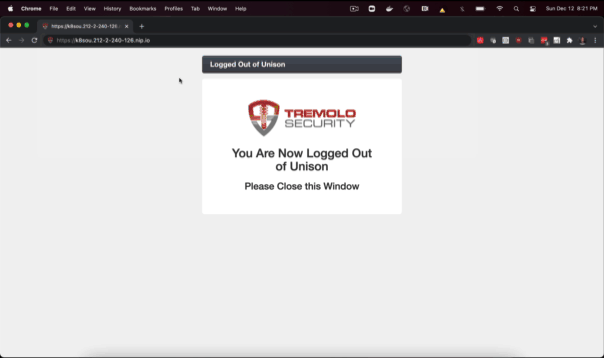 Chrome File Edit View History Bookmarks Profiles Tab Window Help Sun Dec 12 8:21 PM
https://k8sou.212-2-240-126.nip.io
https://k8sou.212-2-240-126.nip.io
Logged Out of Unison
TREMOLO
SECURITY
You Are Now Logged Out
of Unison
Please Close this Window